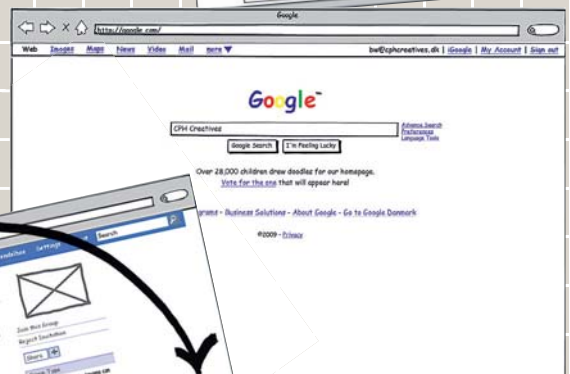 Google
http://google.com/
Web Images Maps News Video Mail more ▼
bw@cphcreatives.dk | iGoogle | My Account | Sign out
Google™
CPH Creatives
Advance Search
Preferences
Language Tools
Google Search I'm Feeling Lucky
Over 28,000 children drew doodles for our homepage.
Vote for the one that will appear here!
grams - Business Solutions - About Google - Go to Google Danmark
©2009 - Privacy
Settings
Search
Join this Group
Reject Invitation
Share +